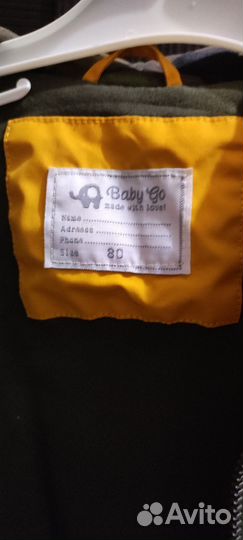 Baby Go
made with love!
Name
Adress
Phone
Size 80
Avito